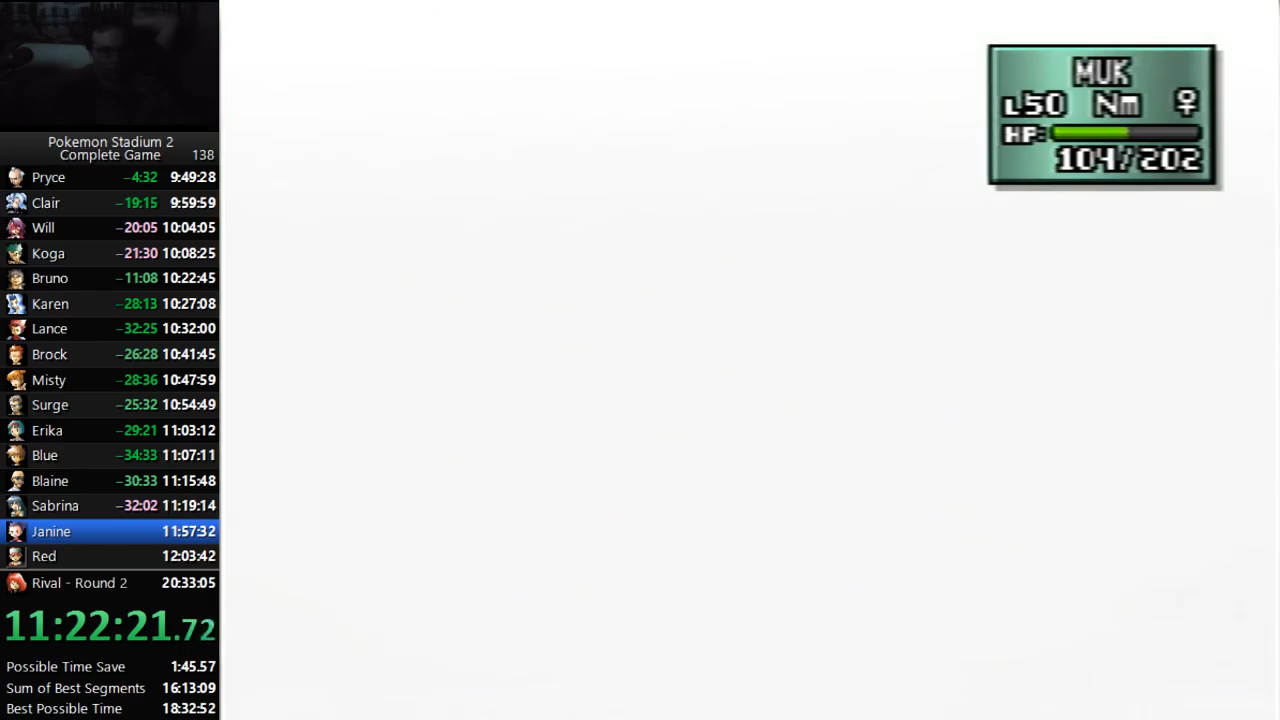 Pokemon Stadium 2
Complete Game 138
Pryce −4:32 9:49:28
Clair −19:15 9:59:59
Will −20:05 10:04:05
Koga −21:30 10:08:25
Bruno −11:08 10:22:45
Karen −28:13 10:27:08
Lance −32:25 10:32:00
Brock −26:28 10:41:45
Misty −28:36 10:47:59
Surge −25:32 10:54:49
Erika −29:21 11:03:12
Blue −34:33 11:07:11
Blaine −30:33 11:15:48
Sabrina −32:02 11:19:14
Janine 11:57:32
Red 12:03:42
Rival - Round 2 20:33:05
11:22:21.72
Possible Time Save 1:45.57
Sum of Best Segments 16:13:09
Best Possible Time 18:32:52
MUK
L50 Nm ♀
HP:
104/202